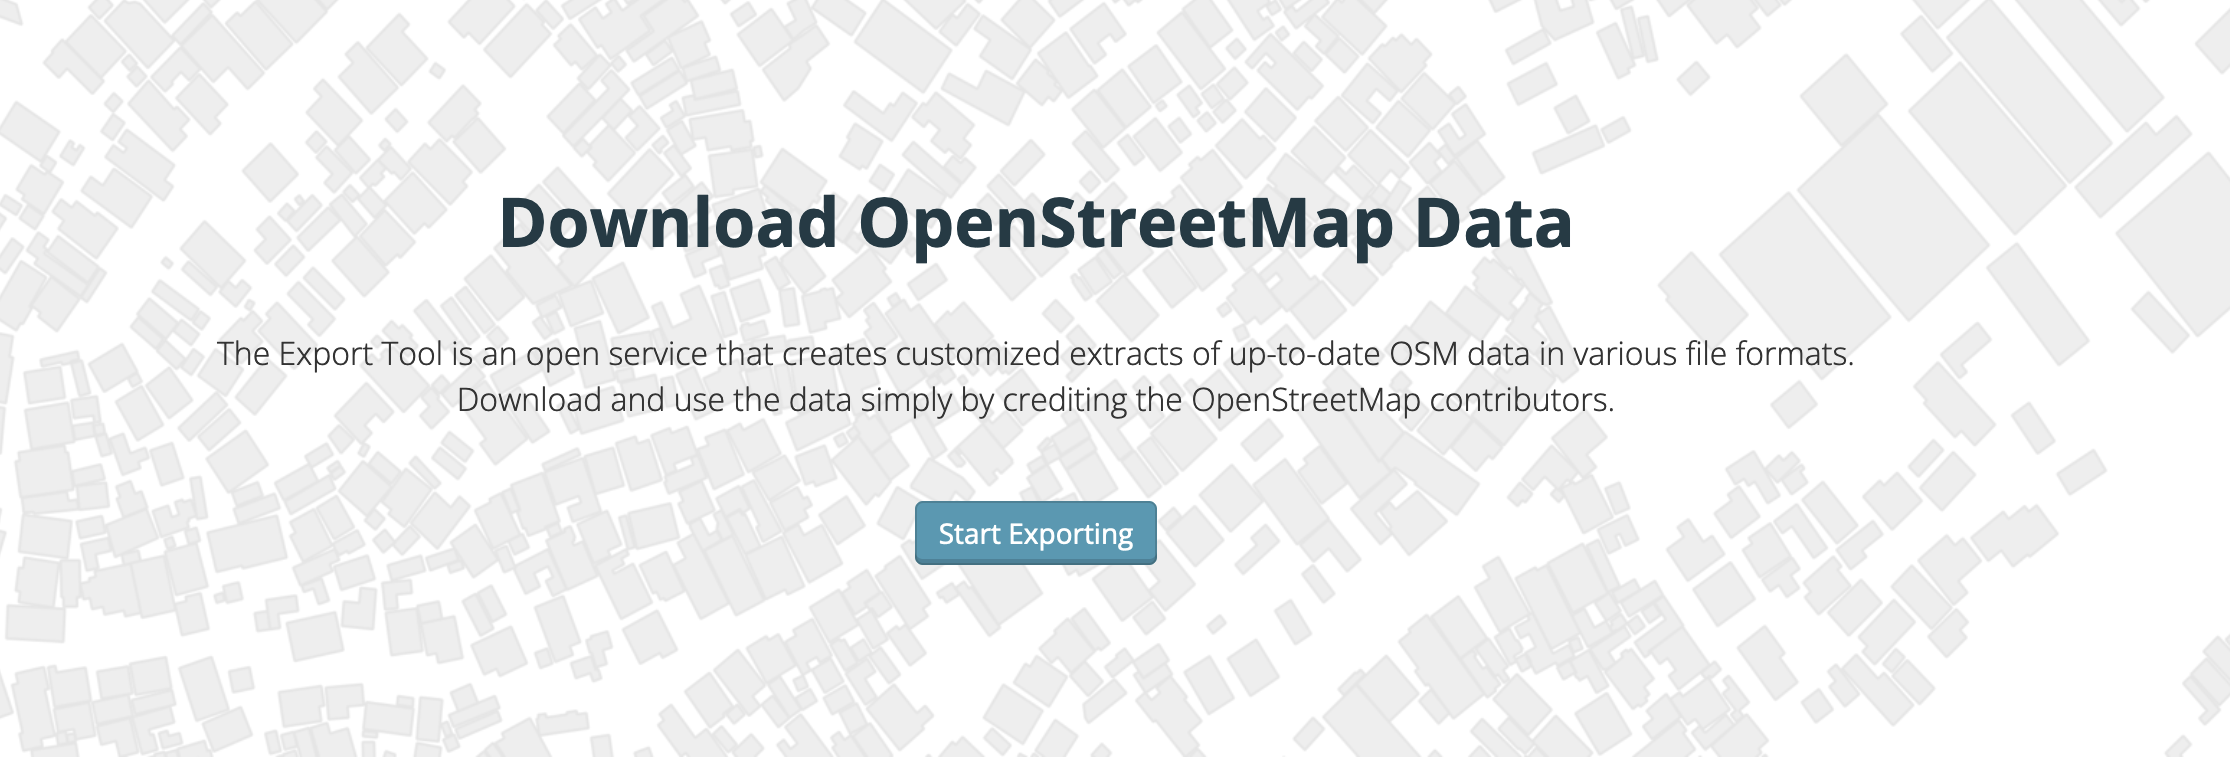 Download OpenStreetMap Data
The Export Tool is an open service that creates customized extracts of up-to-date OSM data in various file formats.
Download and use the data simply by crediting the OpenStreetMap contributors.
Start Exporting